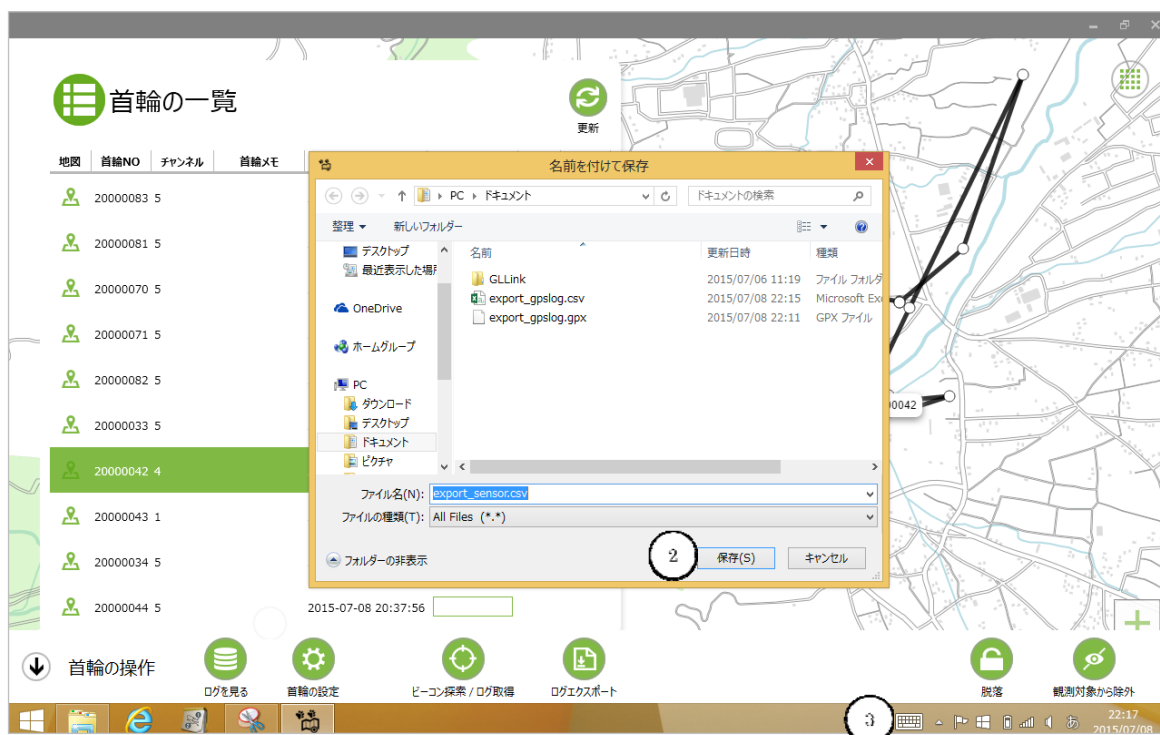 首輪の一覧
更新
地図 首輪NO チャンネル 首輪メモ
20000083 5
20000081 5
20000070 5
20000071 5
20000082 5
20000033 5
20000042 4
20000043 1
20000034 5
20000044 5 2015-07-08 20:37:56
名前を付けて保存
PC ドキュメント ドキュメントの検索
整理 新しいフォルダー
デスクトップ
最近表示した場所
OneDrive
ホームグループ
PC
ダウンロード
デスクトップ
ドキュメント
ピクチャ
名前 更新日時 種類
GLLink 2015/07/06 11:19 ファイル フォルダ
export_gpslog.csv 2015/07/08 22:15 Microsoft Exc
export_gpslog.gpx 2015/07/08 22:11 GPX ファイル
ファイル名(N): export_sensor.csv
ファイルの種類(T): All Files (*.*)
フォルダーの非表示
2 保存(S) キャンセル
0042
首輪の操作
ログを見る 首輪の設定 ビーコン探索 / ログ取得 ログエクスポート 脱落 観測対象から除外
3
あ 22:17
2015/07/08